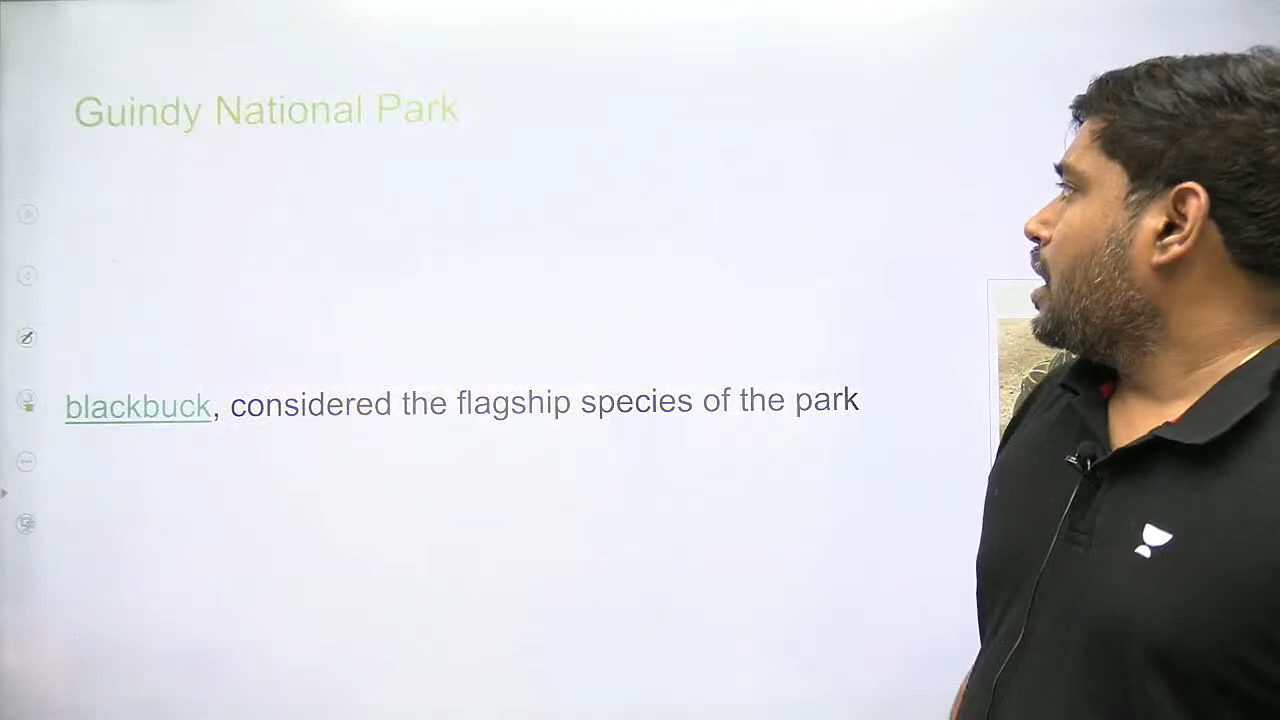 Guindy National Park
blackbuck, considered the flagship species of the park